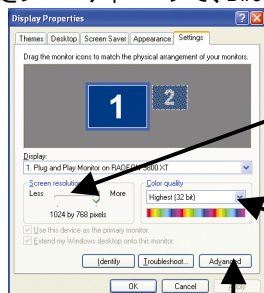 Display Properties
Themes Desktop Screen Saver Appearance Settings
Drag the monitor icons to match the physical arrangement of your monitors.
1 2
Display:
1. Plug and Play Monitor on RADEON 9600 XT
Screen resolution
Less More
1024 by 768 pixels
Color quality
Highest (32 bit)
Use this device as the primary monitor.
Extend my Windows desktop onto this monitor.
Identify Troubleshoot... Advanced
OK Cancel Apply